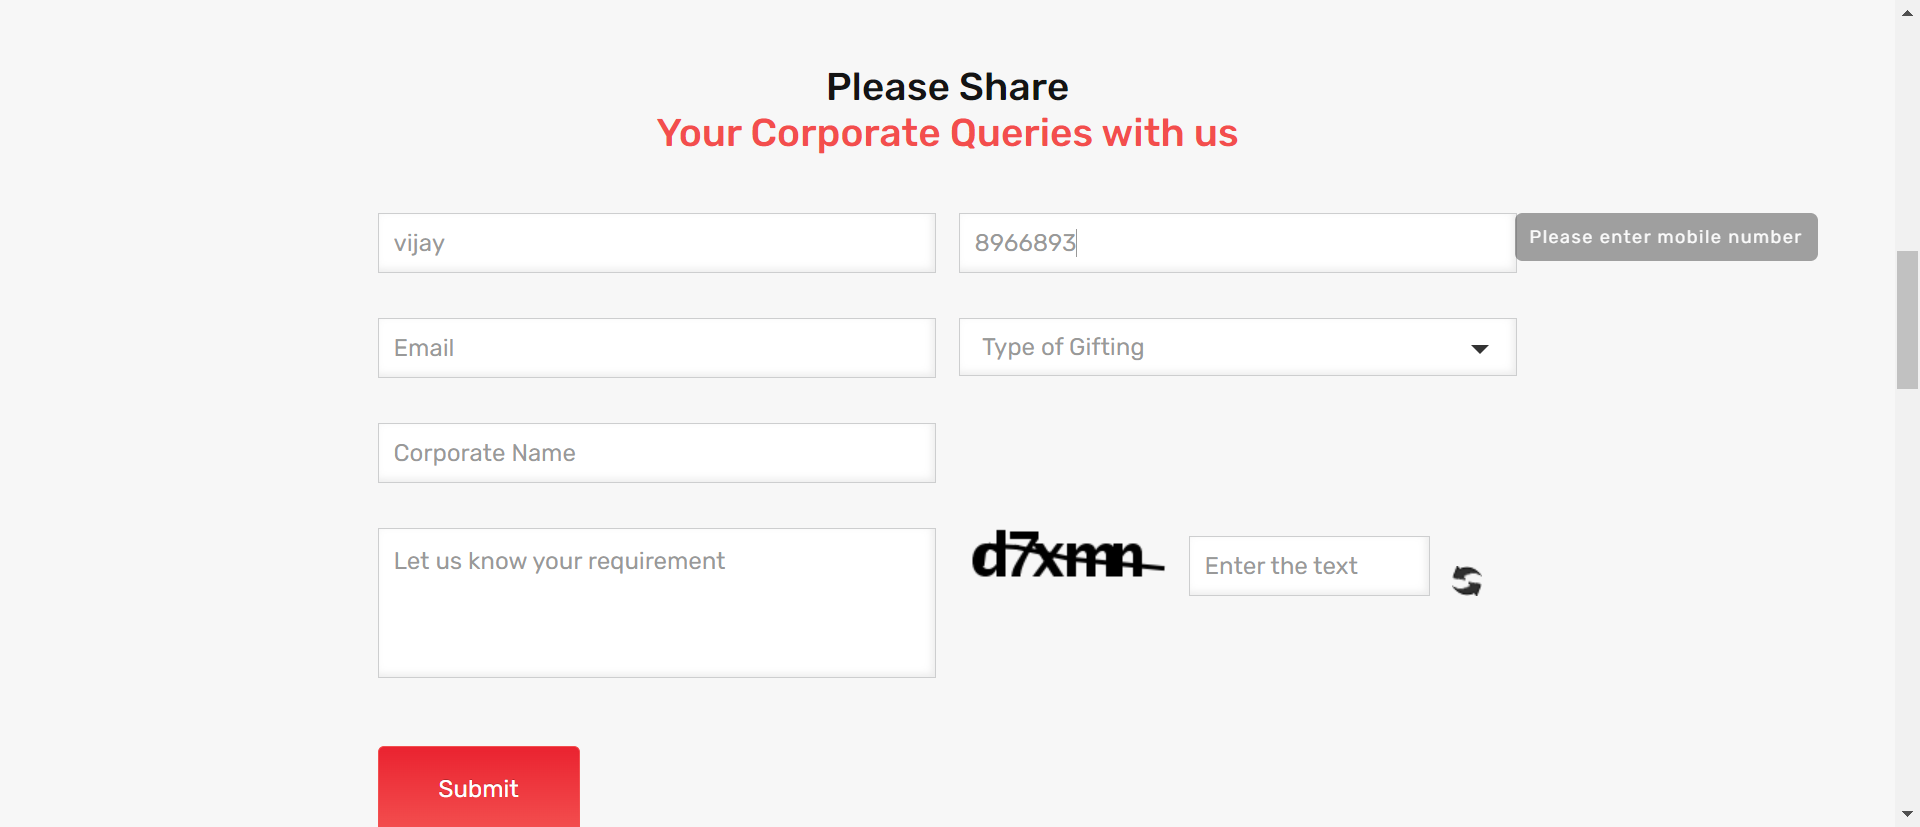 Please Share
Your Corporate Queries with us
vijay
8966893
Please enter mobile number
Email
Type of Gifting
Corporate Name
Let us know your requirement
d7xmn
Enter the text
Submit